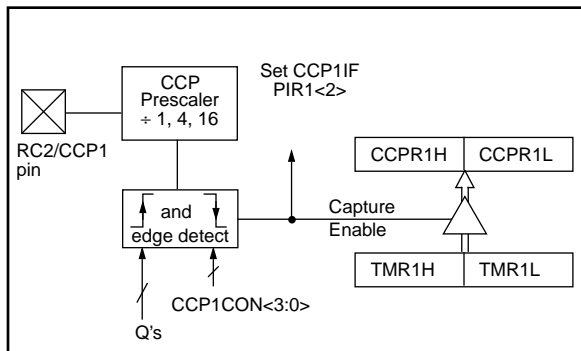 CCP
Prescaler
÷ 1, 4, 16
Set CCP1IF
PIR1<2>
RC2/CCP1
pin
CCPR1H
CCPR1L
and
edge detect
Capture
Enable
TMR1H
TMR1L
CCP1CON<3:0>
Q's